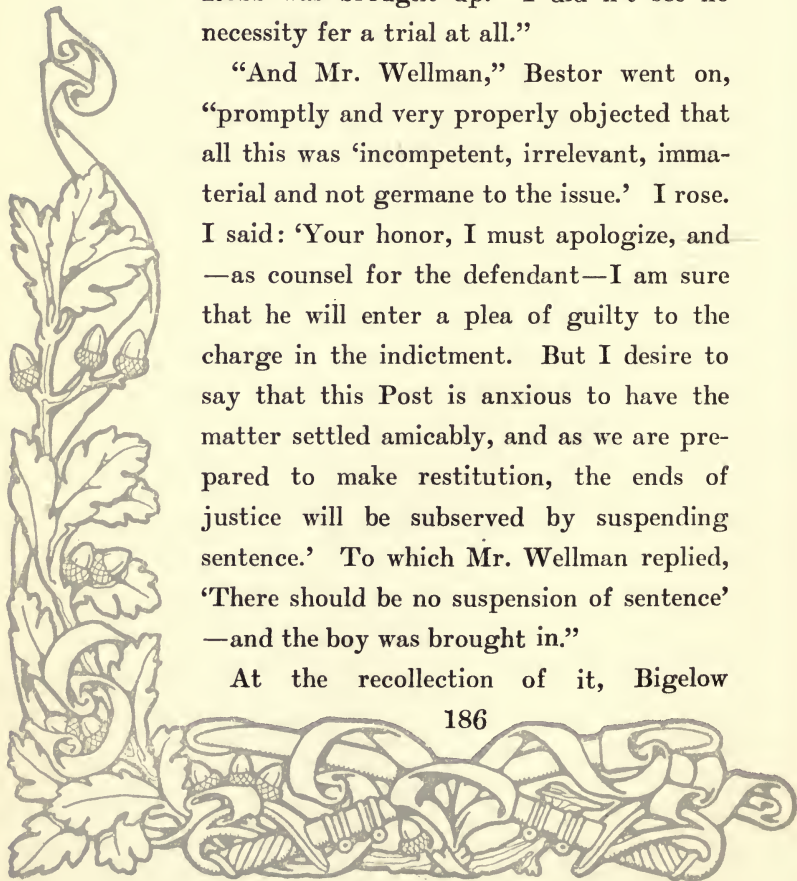 was brought up. I did n't see no
necessity fer a trial at all.”
“And Mr. Wellman,” Bestor went on,
“promptly and very properly objected that
all this was ‘incompetent, irrelevant, imma-
terial and not germane to the issue.’ I rose.
I said: ‘Your honor, I must apologize, and
—as counsel for the defendant—I am sure
that he will enter a plea of guilty to the
charge in the indictment. But I desire to
say that this Post is anxious to have the
matter settled amicably, and as we are pre-
pared to make restitution, the ends of
justice will be subserved by suspending
sentence.’ To which Mr. Wellman replied,
‘There should be no suspension of sentence’
—and the boy was brought in.”
At the recollection of it, Bigelow
186